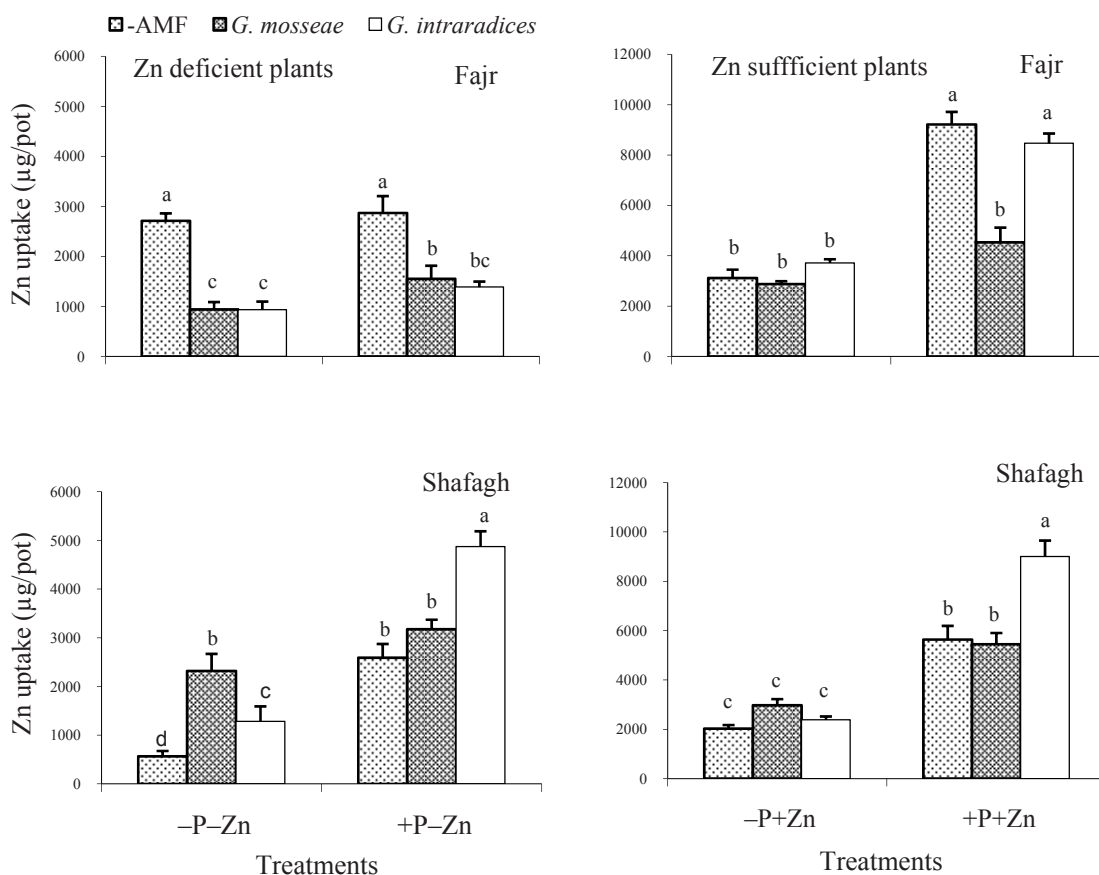 -AMF G. mosseae G. intraradices
Zn deficient plants Fajr
Zn uptake (µg/pot)
6000
5000
4000
3000
2000
1000
0
a
c
c
a
b
bc
Zn suffficient plants Fajr
12000
10000
8000
6000
4000
2000
0
b
b
b
a
b
a
Shafagh
Zn uptake (µg/pot)
6000
5000
4000
3000
2000
1000
0
d
b
c
b
b
a
–P–Zn +P–Zn
Treatments
Shafagh
12000
10000
8000
6000
4000
2000
0
c
c
c
b
b
a
–P+Zn +P+Zn
Treatments